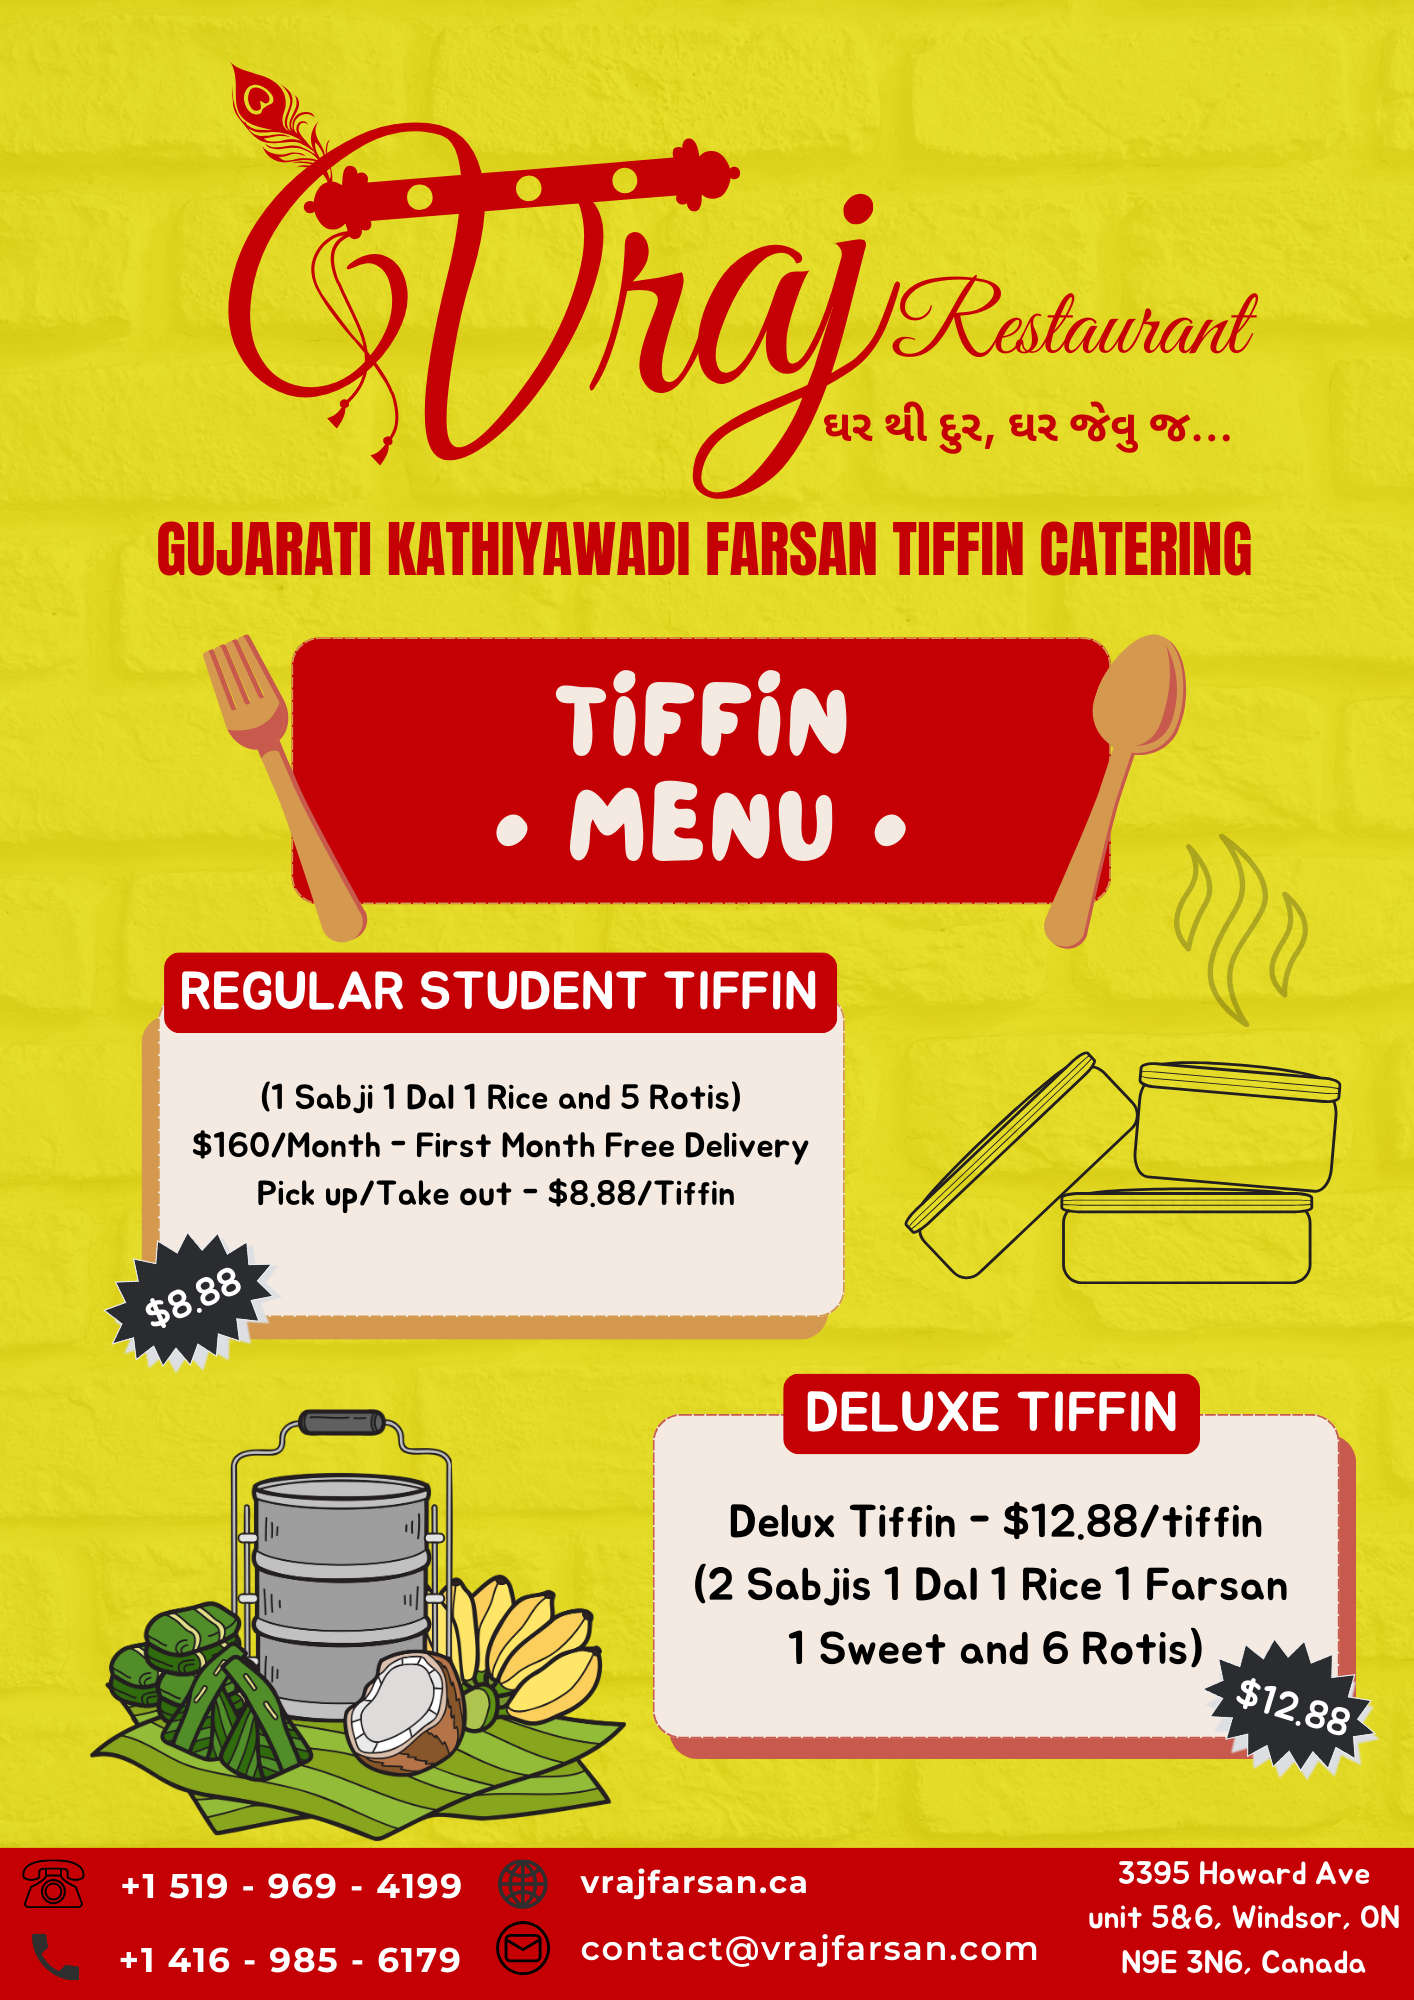 Vraj Restaurant
ઘર થી દુર, ઘર જેવુ જ...
GUJARATI KATHIYAWADI FARSAN TIFFIN CATERING
TiFFiN
• MENU •
REGULAR STUDENT TIFFIN
(1 Sabji 1 Dal 1 Rice and 5 Rotis)
$160/Month - First Month Free Delivery
Pick up/Take out - $8.88/Tiffin
$8.88
DELUXE TIFFIN
Delux Tiffin - $12.88/tiffin
(2 Sabjis 1 Dal 1 Rice 1 Farsan
1 Sweet and 6 Rotis)
$12.88
+1 519 - 969 - 4199
+1 416 - 985 - 6179
vrajfarsan.ca
contact@vrajfarsan.com
3395 Howard Ave
unit 5&6, Windsor, ON
N9E 3N6, Canada